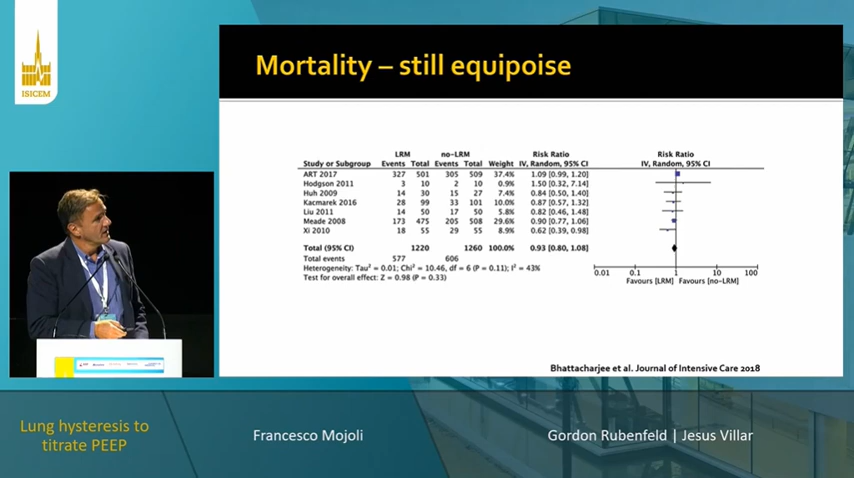 ISICEM
Mortality – still equipoise
LRM no-LRM Risk Ratio Risk Ratio
Study or Subgroup Events Total Events Total Weight IV, Random, 95% CI IV, Random, 95% CI
ART 2017 327 501 305 509 37.4% 1.09 [0.99, 1.20]
Hodgson 2011 3 10 2 10 0.9% 1.50 [0.32, 7.14]
Huh 2009 14 30 15 27 7.4% 0.84 [0.50, 1.40]
Kacmarek 2016 28 99 33 101 10.0% 0.87 [0.57, 1.32]
Liu 2011 14 50 17 50 5.8% 0.82 [0.46, 1.48]
Meade 2008 173 475 205 508 29.6% 0.90 [0.77, 1.06]
Xi 2010 18 55 29 55 8.9% 0.62 [0.39, 0.98]
Total (95% CI) 1220 1260 100.0% 0.93 [0.80, 1.08]
Total events 577 606
Heterogeneity: Tau² = 0.01; Chi² = 10.46, df = 6 (P = 0.11); I² = 43%
Test for overall effect: Z = 0.98 (P = 0.33)
0.01 0.1 1 10 100
Favours [LRM] Favours [no-LRM]
Bhattacharjee et al. Journal of Intensive Care 2018
Lung hysteresis to
titrate PEEP
Francesco Mojoli
Gordon Rubenfeld | Jesus Villar